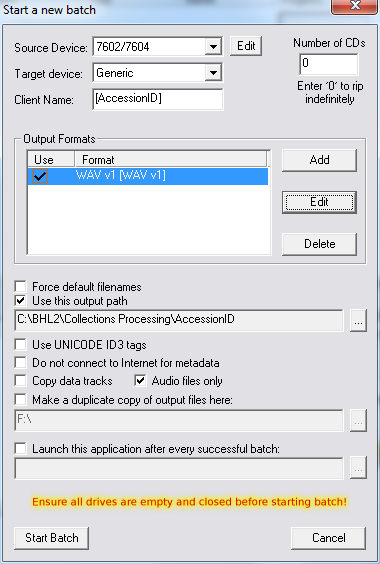 Start a new batch
Source Device: 7602/7604 Edit
Number of CDs
0
Enter '0' to rip
indefinitely
Target device: Generic
Client Name: [AccessionID]
Output Formats
Use Format
WAV v1 [WAV v1]
Add
Edit
Delete
Force default filenames
Use this output path
C:\BHL2\Collections Processing\AccessionID ...
Use UNICODE ID3 tags
Do not connect to Internet for metadata
Copy data tracks Audio files only
Make a duplicate copy of output files here:
F:\ ...
Launch this application after every successful batch:
...
Ensure all drives are empty and closed before starting batch!
Start Batch Cancel